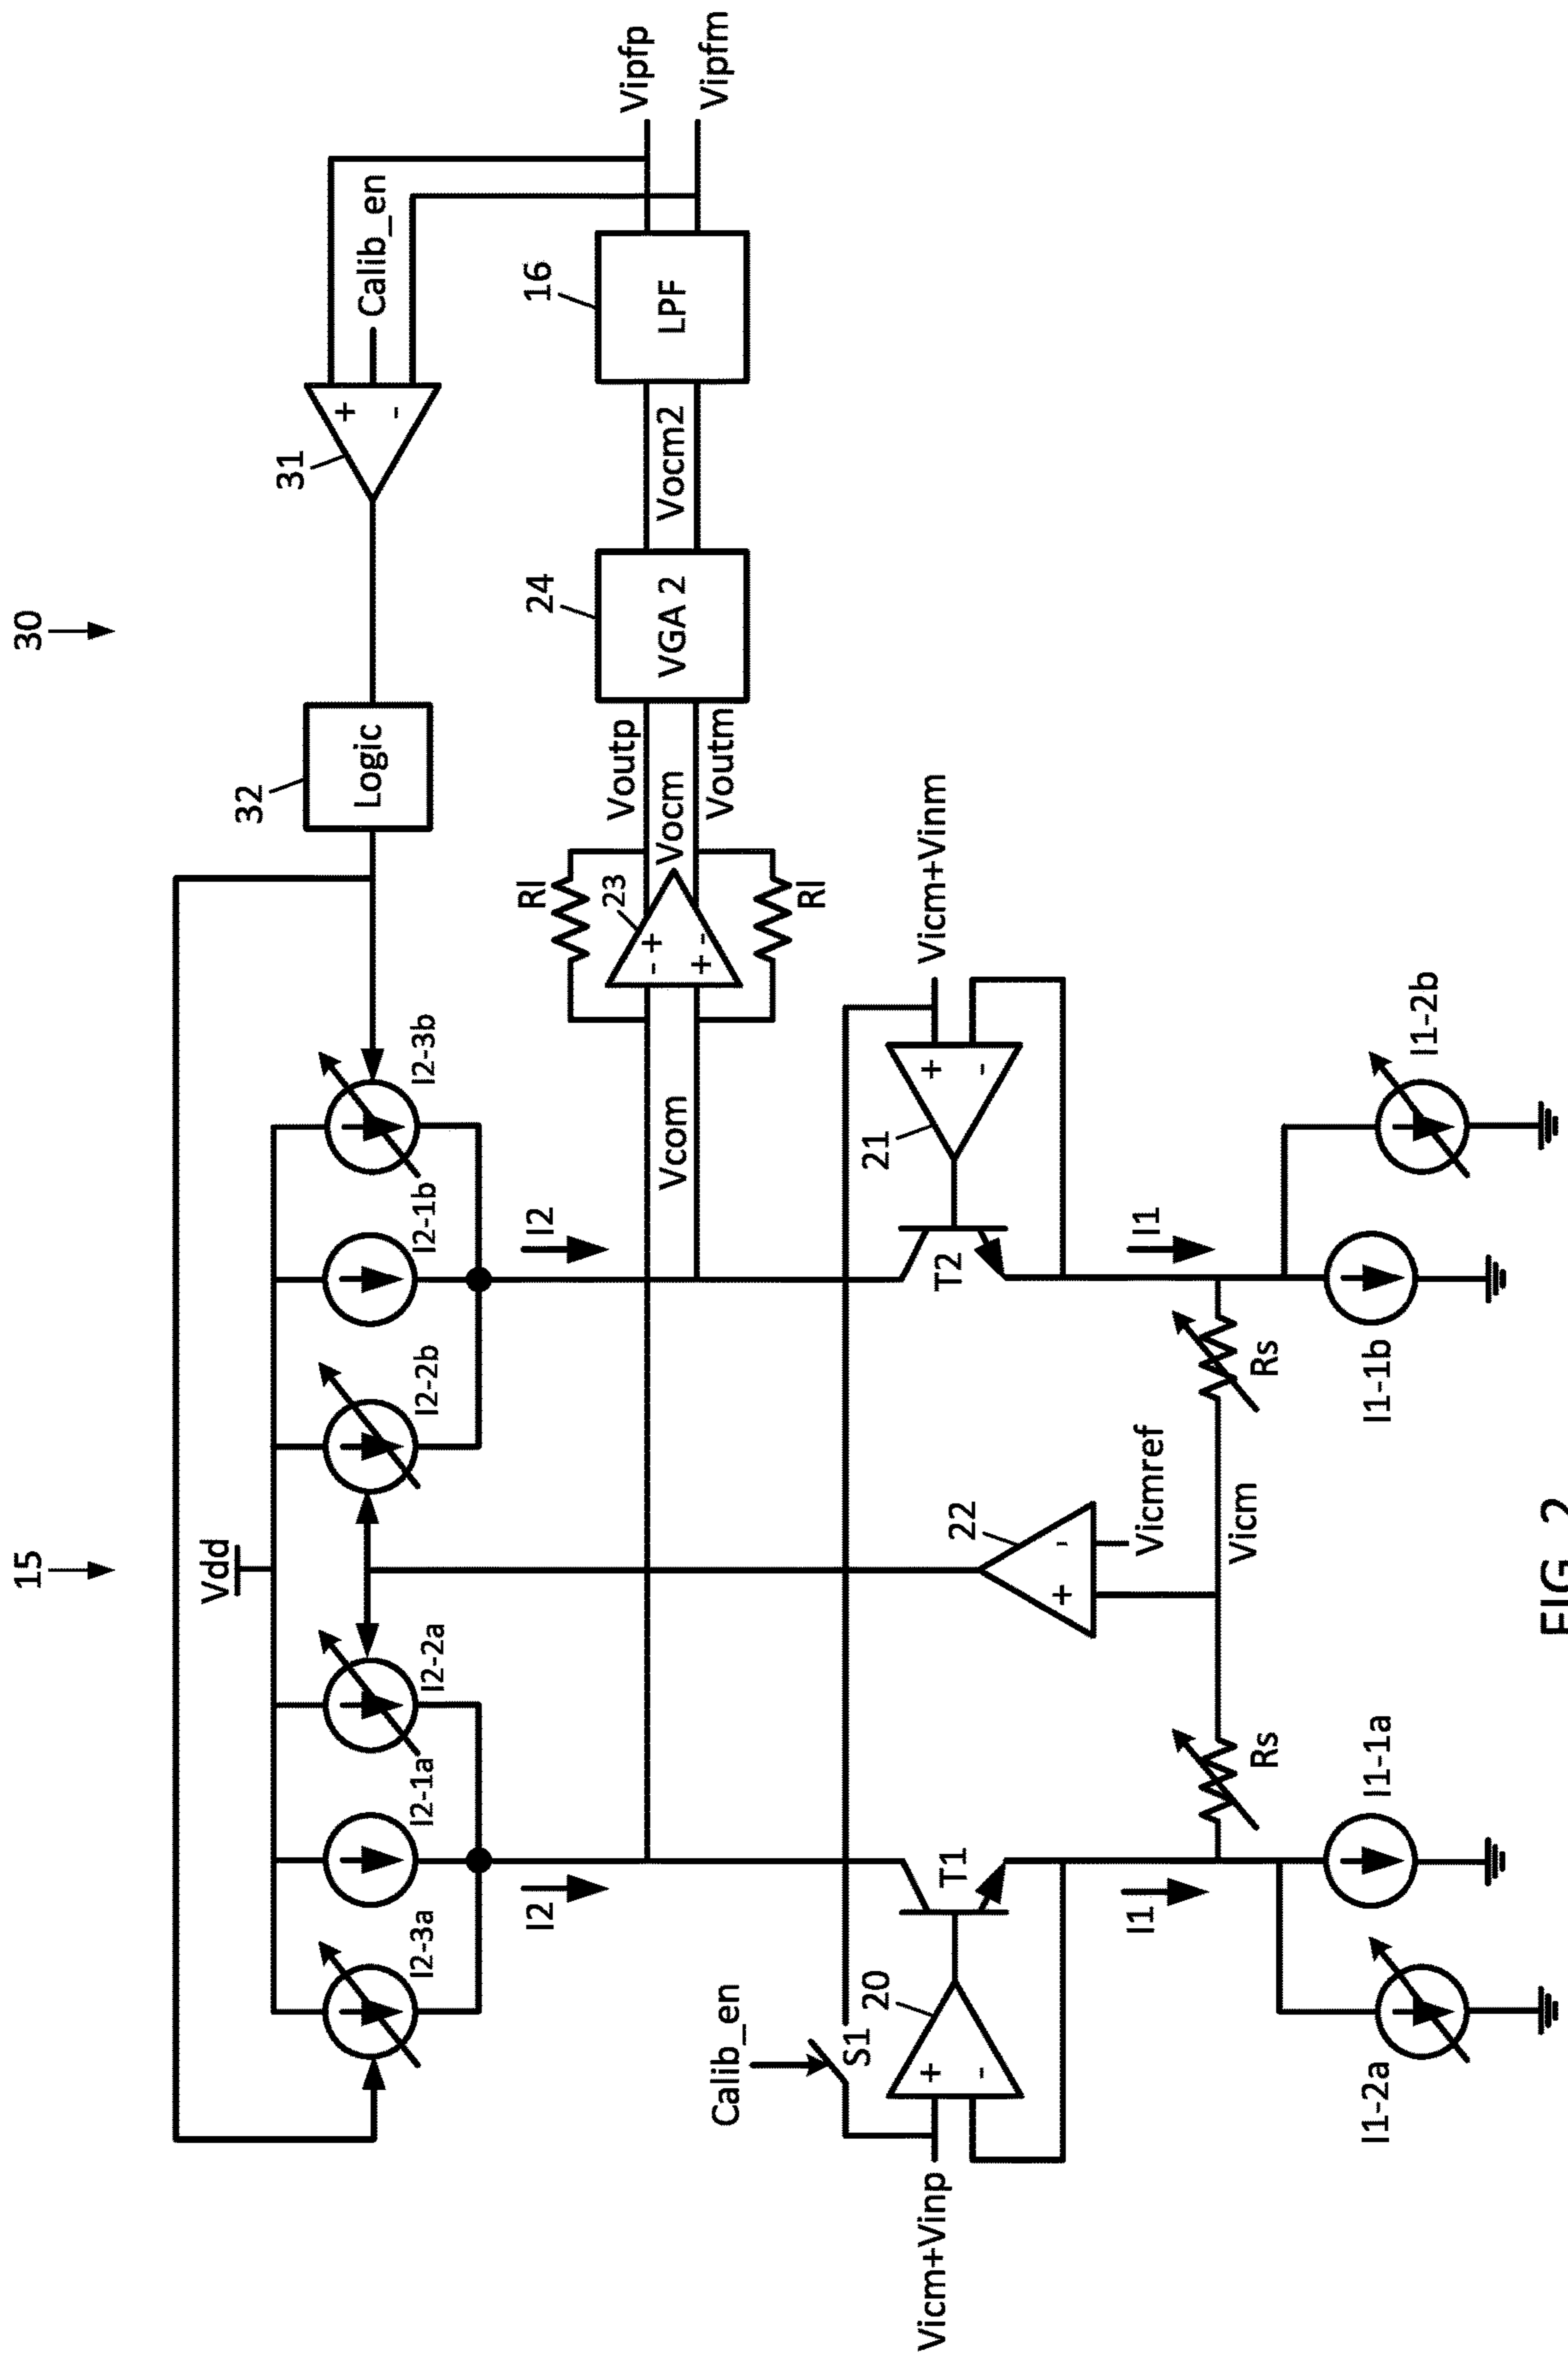 15
30
Vdd
I2-3a
I2-1a
I2-2a
I2-2b
I2-1b
I2-3b
32
Logic
31
+
-
Calib_en
I2
I2
Vcom
Rl
23
- +
+ -
Rl
Voutp
Vocm
Voutm
24
VGA 2
Vocm2
16
LPF
Vipfp
Vipfm
Calib_en
S1
Vicm+Vinp
20
+
-
T1
22
+
-
Vicmref
T2
21
+
-
Vicm+Vinm
I1
I1
Rs
Vicm
Rs
I1-2a
I1-1a
I1-1b
I1-2b
FIG. 2